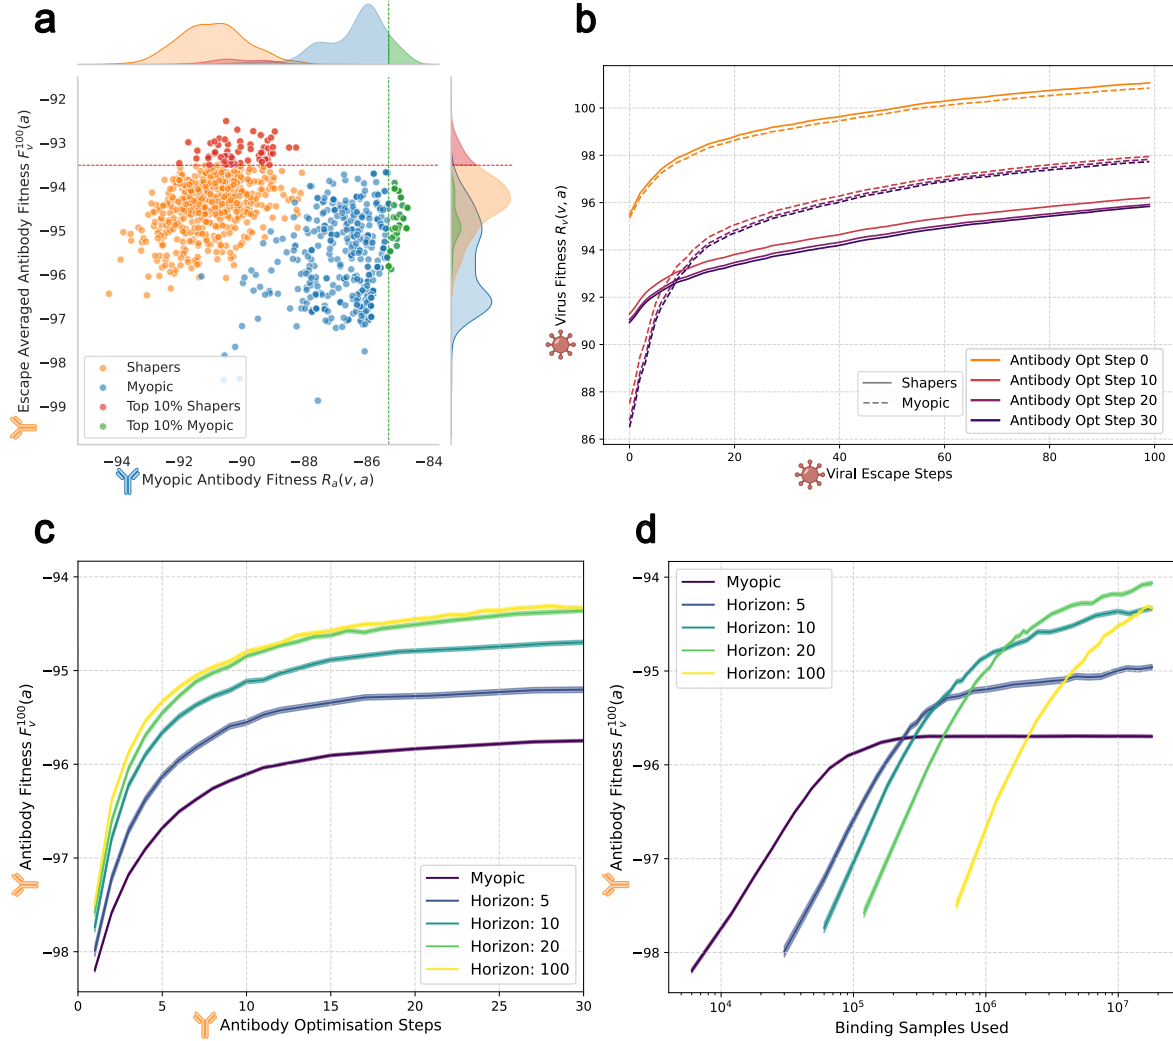 a
−92
−93
−94
−95
−96
−97
−98
−99
Escape Averaged Antibody Fitness F_v^100(a)
Shapers
Myopic
Top 10% Shapers
Top 10% Myopic
−94 −92 −90 −88 −86 −84
Myopic Antibody Fitness R_a(v, a)
b
100
98
96
94
92
90
88
86
Virus Fitness R_v(v, a)
Shapers
Myopic
Antibody Opt Step 0
Antibody Opt Step 10
Antibody Opt Step 20
Antibody Opt Step 30
0 20 40 60 80 100
Viral Escape Steps
c
−94
−95
−96
−97
−98
Antibody Fitness F_v^100(a)
Myopic
Horizon: 5
Horizon: 10
Horizon: 20
Horizon: 100
0 5 10 15 20 25 30
Antibody Optimisation Steps
d
−94
−95
−96
−97
−98
Antibody Fitness F_v^100(a)
Myopic
Horizon: 5
Horizon: 10
Horizon: 20
Horizon: 100
10^4 10^5 10^6 10^7
Binding Samples Used